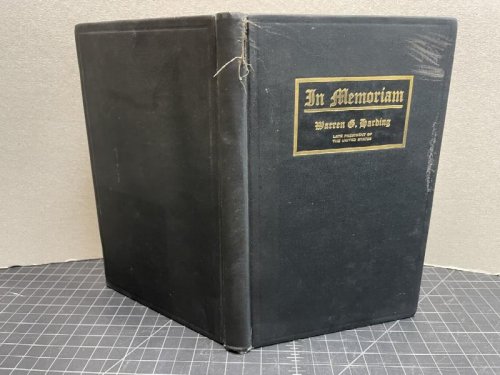 In Memoriam
Warren G. Harding
LATE PRESIDENT OF
THE UNITED STATES